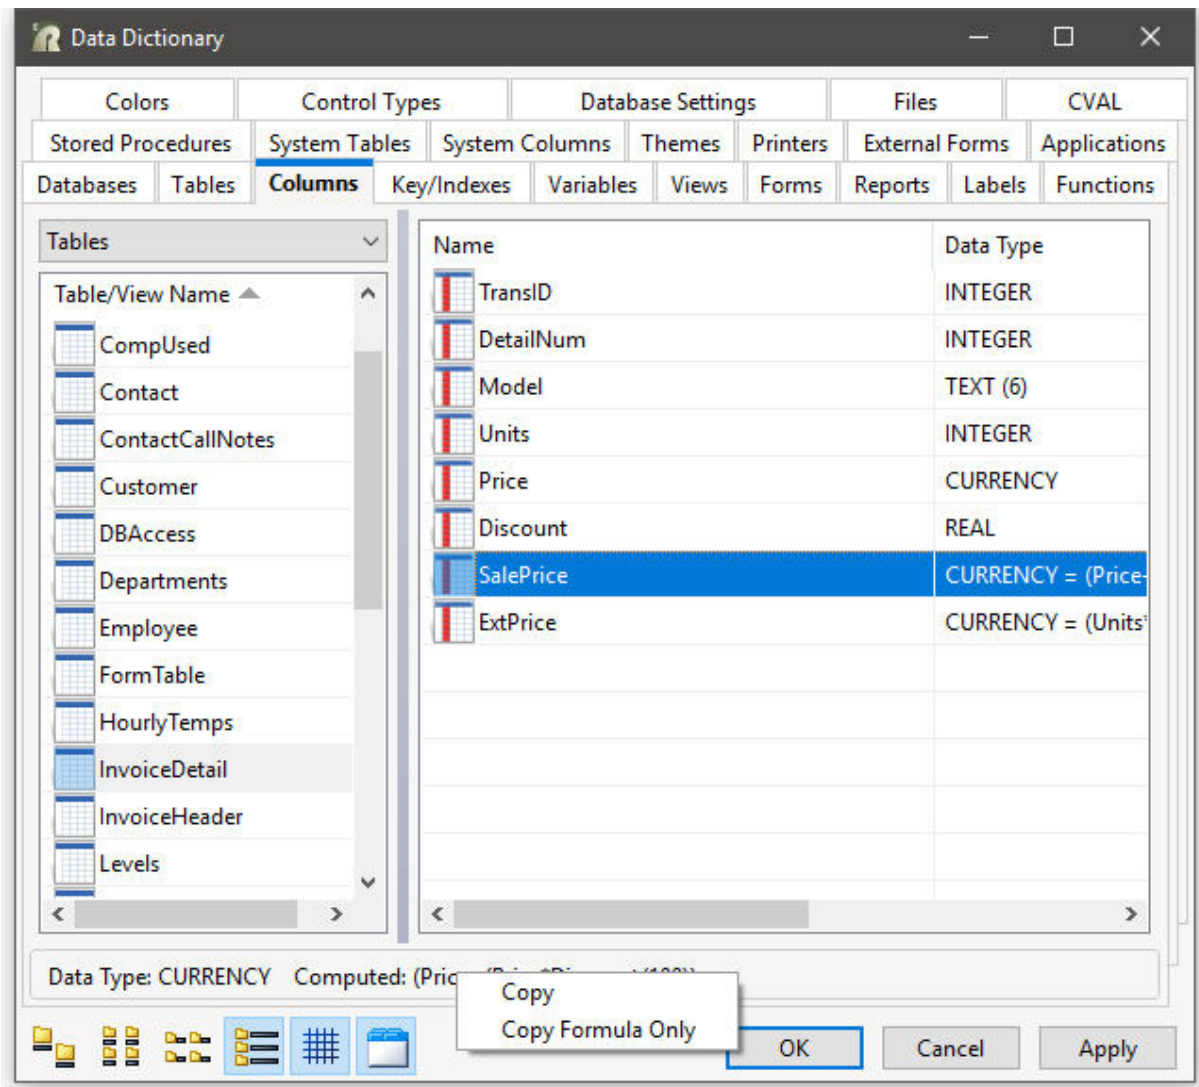 Data Dictionary
Colors Control Types Database Settings Files CVAL
Stored Procedures System Tables System Columns Themes Printers External Forms Applications
Databases Tables Columns Key/Indexes Variables Views Forms Reports Labels Functions
Tables
Table/View Name
CompUsed
Contact
ContactCallNotes
Customer
DBAccess
Departments
Employee
FormTable
HourlyTemps
InvoiceDetail
InvoiceHeader
Levels
Name Data Type
TransID INTEGER
DetailNum INTEGER
Model TEXT (6)
Units INTEGER
Price CURRENCY
Discount REAL
SalePrice CURRENCY = (Price-
ExtPrice CURRENCY = (Units*
Data Type: CURRENCY Computed: (Pric
Copy
Copy Formula Only
OK Cancel Apply